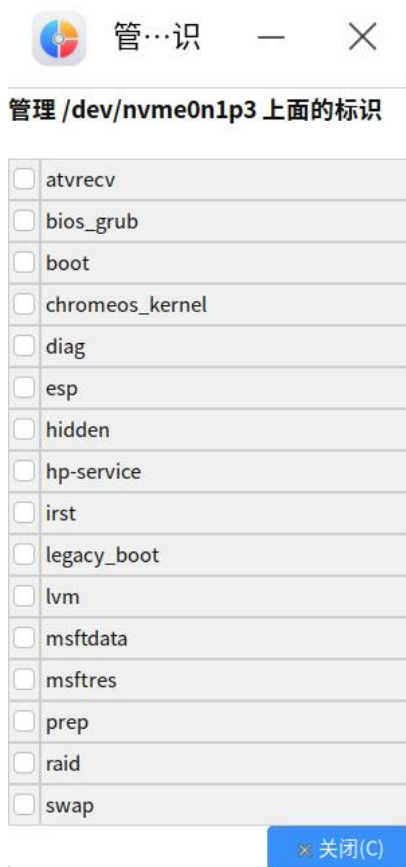 管…识
管理 /dev/nvme0n1p3 上面的标识
atvrecv
bios_grub
boot
chromeos_kernel
diag
esp
hidden
hp-service
irst
legacy_boot
lvm
msftdata
msftres
prep
raid
swap
关闭(C)